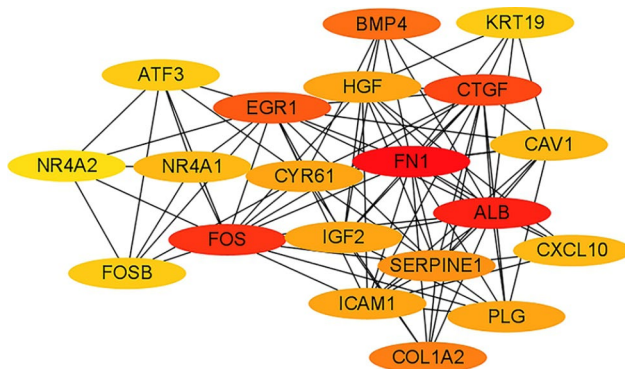 BMP4
KRT19
ATF3
HGF
CTGF
EGR1
CAV1
NR4A2
NR4A1
CYR61
FN1
ALB
FOS
IGF2
CXCL10
FOSB
SERPINE1
ICAM1
PLG
COL1A2